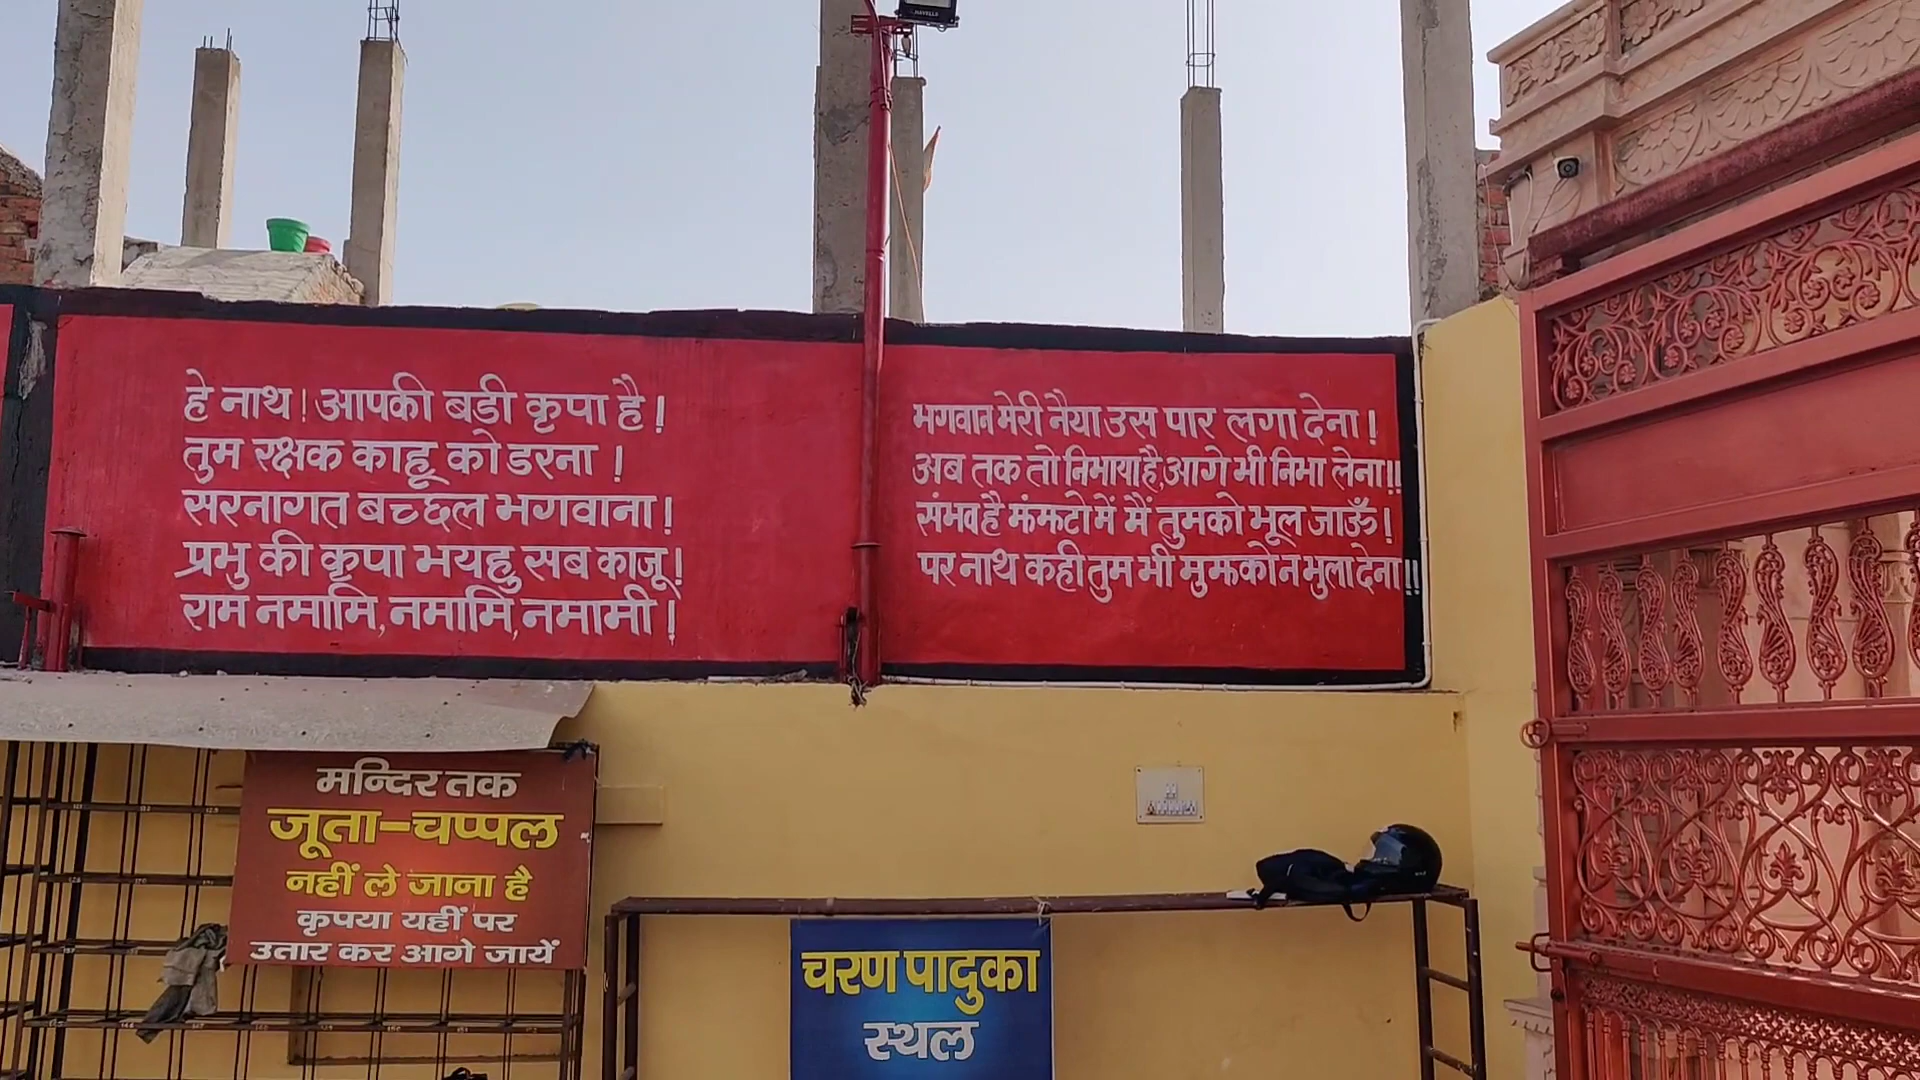 हे नाथ! आपकी बडी कृपा है!
तुम रक्षक काहू को डरना !
सरनागत बच्छल भगवाना!
प्रभु की कृपा भयहु सब काजू!
राम नमामि, नमामि, नमामी!
भगवान मेरी नैया उस पार लगा देना!
अब तक तो निभाया है, आगे भी निभा लेना!!
संभव है झंझटो में मैं तुमको भूल जाऊँ!
पर नाथ कही तुम भी मुझको न भुला देना!!
मन्दिर तक
जूता-चप्पल
नहीं ले जाना है
कृपया यहीं पर
उतार कर आगे जायें
चरण पादुका
स्थल
HAVELLS